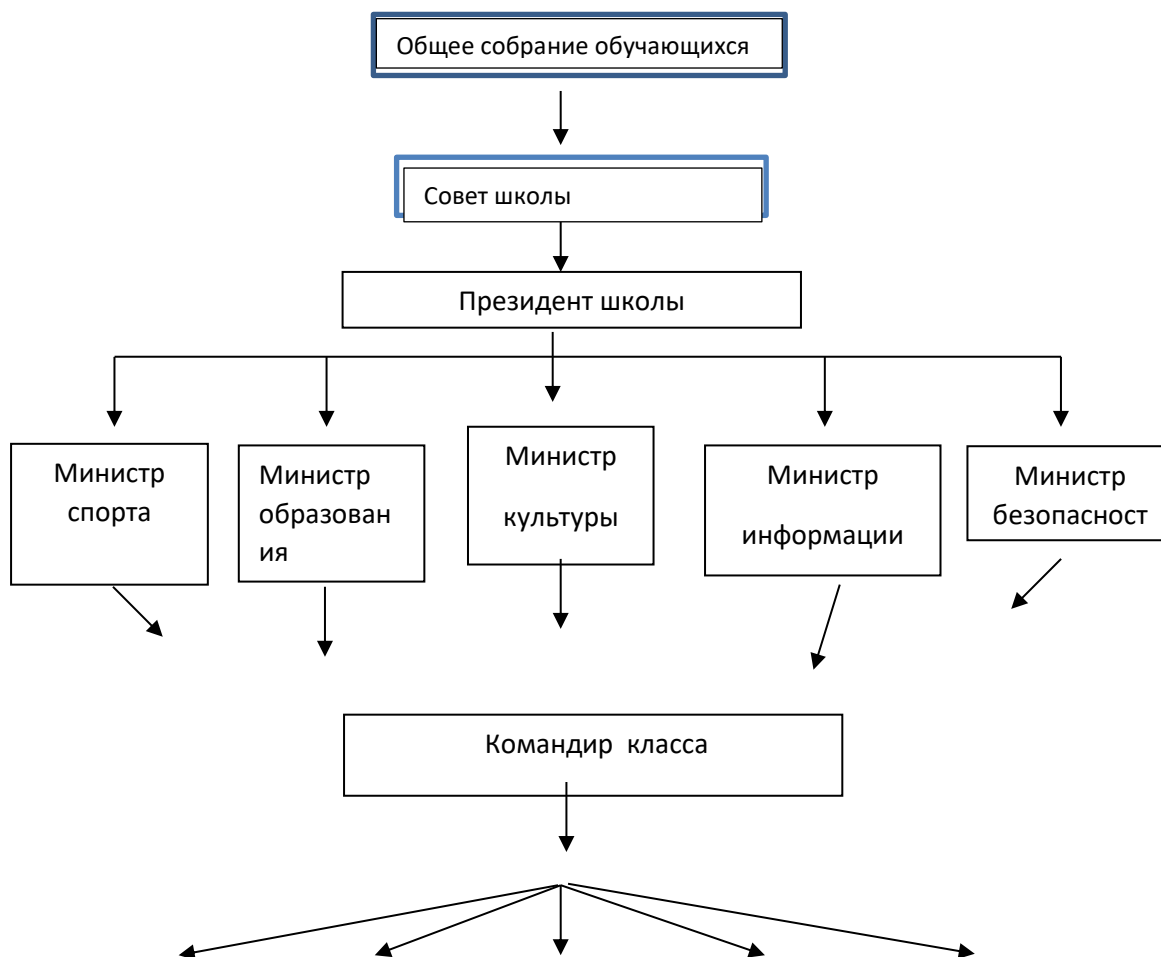 Общее собрание обучающихся
Совет школы
Президент школы
Министр
спорта
Министр
образован
ия
Министр
культуры
Министр
информации
Министр
безопасност
Командир класса